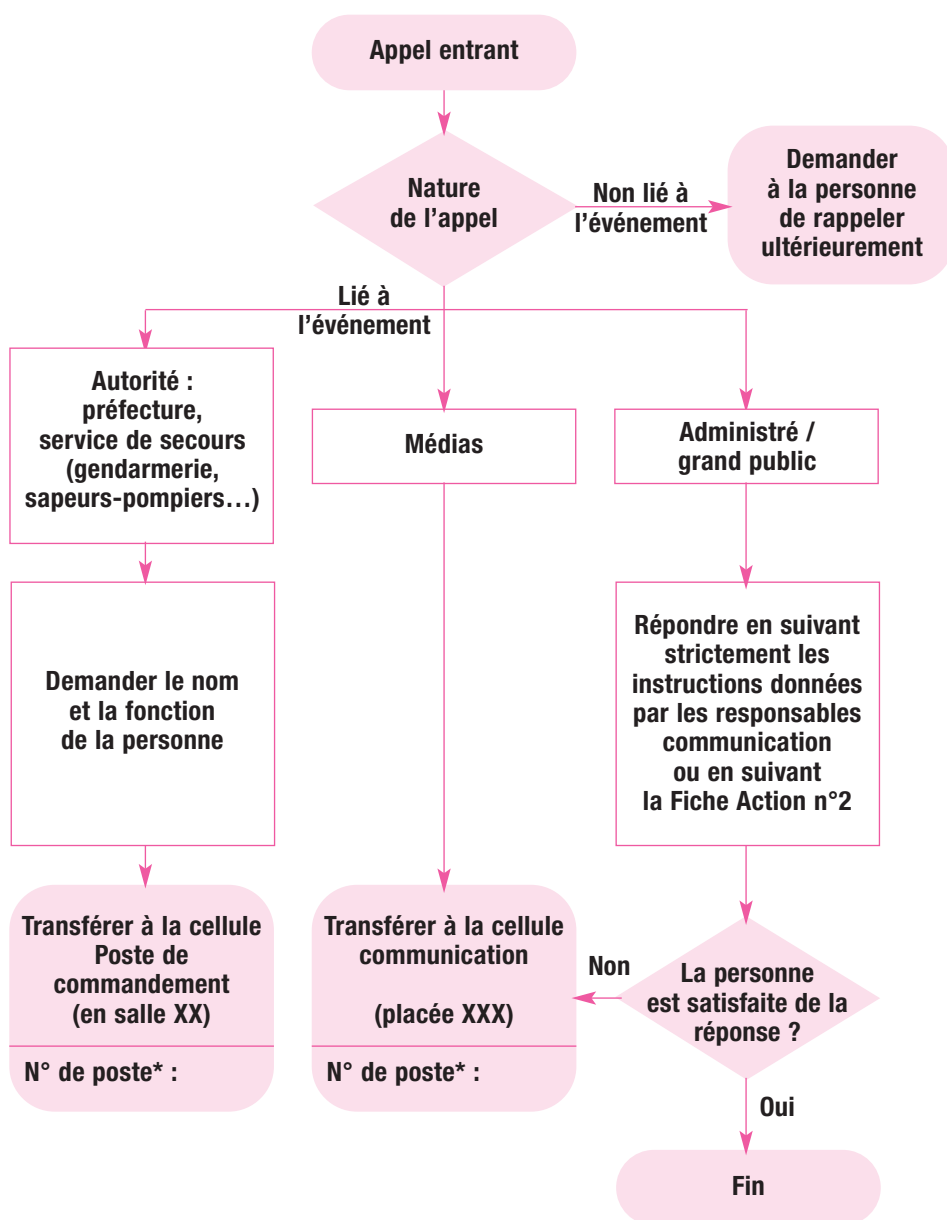 Appel entrant
Nature
de l’appel
Non lié à
l’événement
Demander
à la personne
de rappeler
ultérieurement
Lié à
l’événement
Autorité :
préfecture,
service de secours
(gendarmerie,
sapeurs-pompiers…)
Médias
Administré /
grand public
Demander le nom
et la fonction
de la personne
Répondre en suivant
strictement les
instructions données
par les responsables
communication
ou en suivant
la Fiche Action n°2
Transférer à la cellule
Poste de
commandement
(en salle XX)
N° de poste* :
Transférer à la cellule
communication
(placée XXX)
N° de poste* :
Non
La personne
est satisfaite de la
réponse ?
Oui
Fin